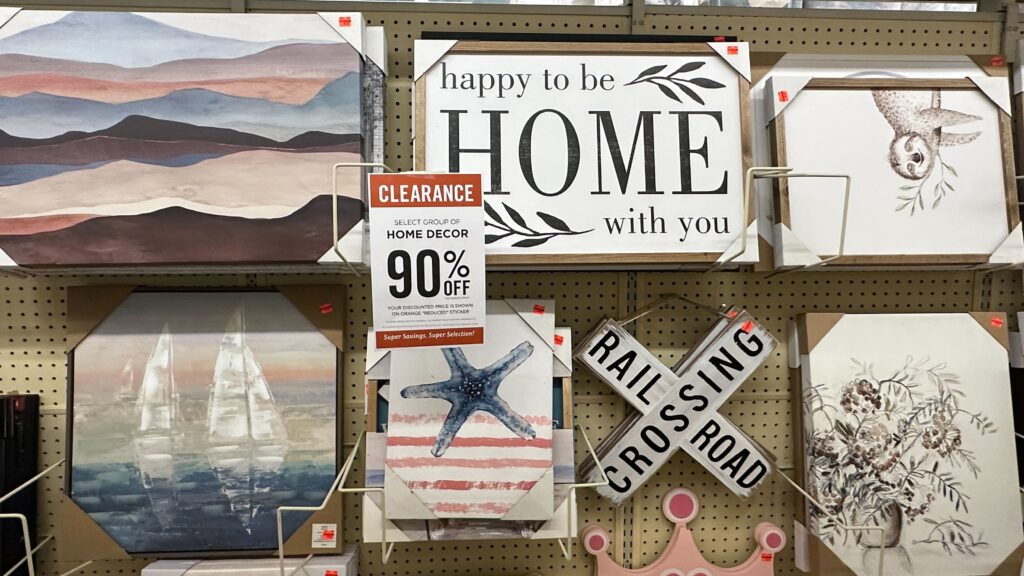 happy to be
HOME
with you
CLEARANCE
SELECT GROUP OF
HOME DECOR
90% OFF
YOUR DISCOUNTED PRICE IS SHOWN
ON ORANGE "REDUCED" STICKER
Super Savings, Super Selection!
RAIL ROAD
CROSSING